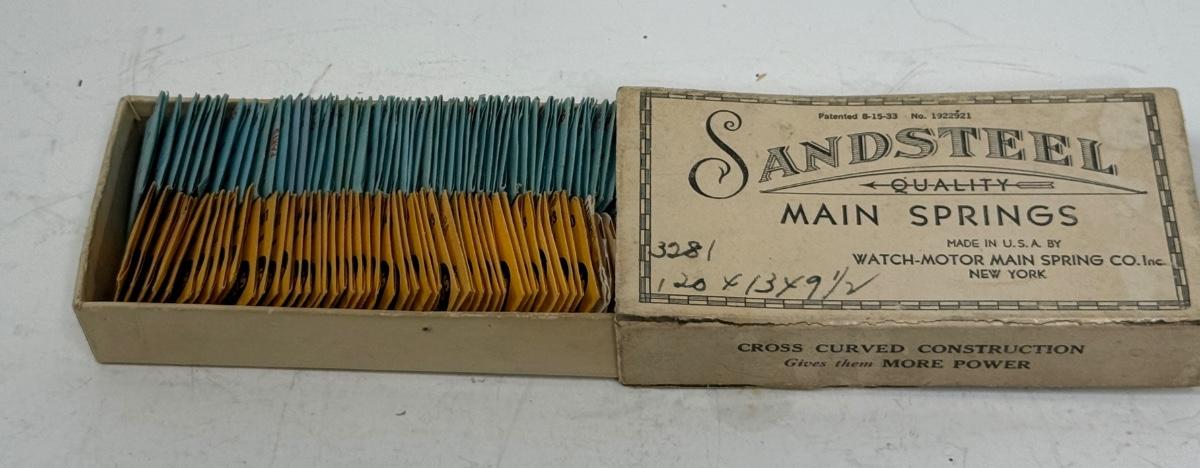 Patented 8-15-33 No. 1922921
SANDSTEEL
QUALITY
MAIN SPRINGS
MADE IN U.S.A. BY
WATCH-MOTOR MAIN SPRING CO. Inc.
NEW YORK
3281
120 x 13 x 9 1/2
CROSS CURVED CONSTRUCTION
Gives them MORE POWER